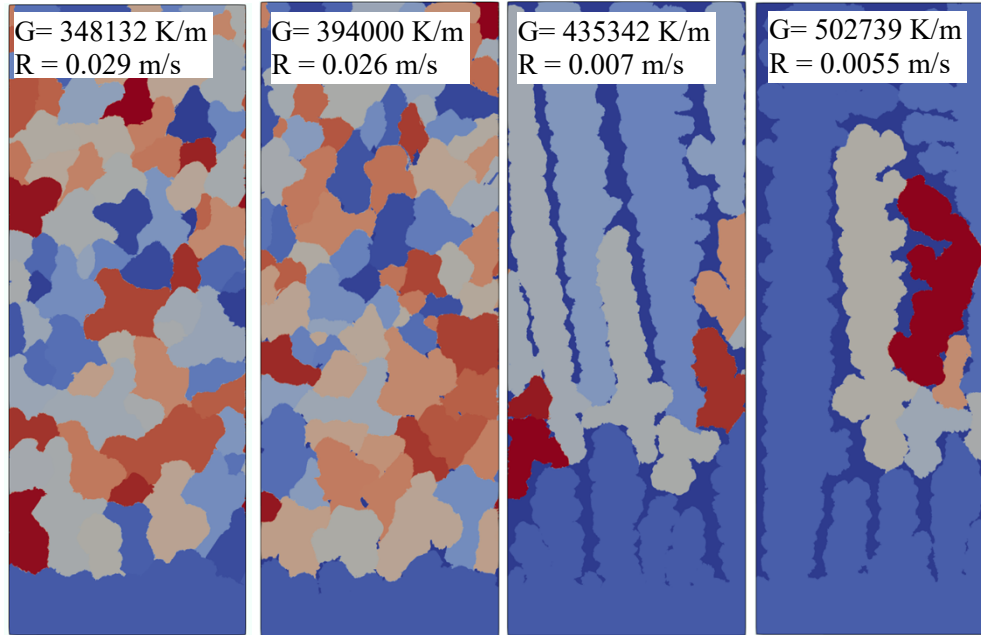 G= 348132 K/m
R = 0.029 m/s
G= 394000 K/m
R = 0.026 m/s
G= 435342 K/m
R = 0.007 m/s
G= 502739 K/m
R = 0.0055 m/s